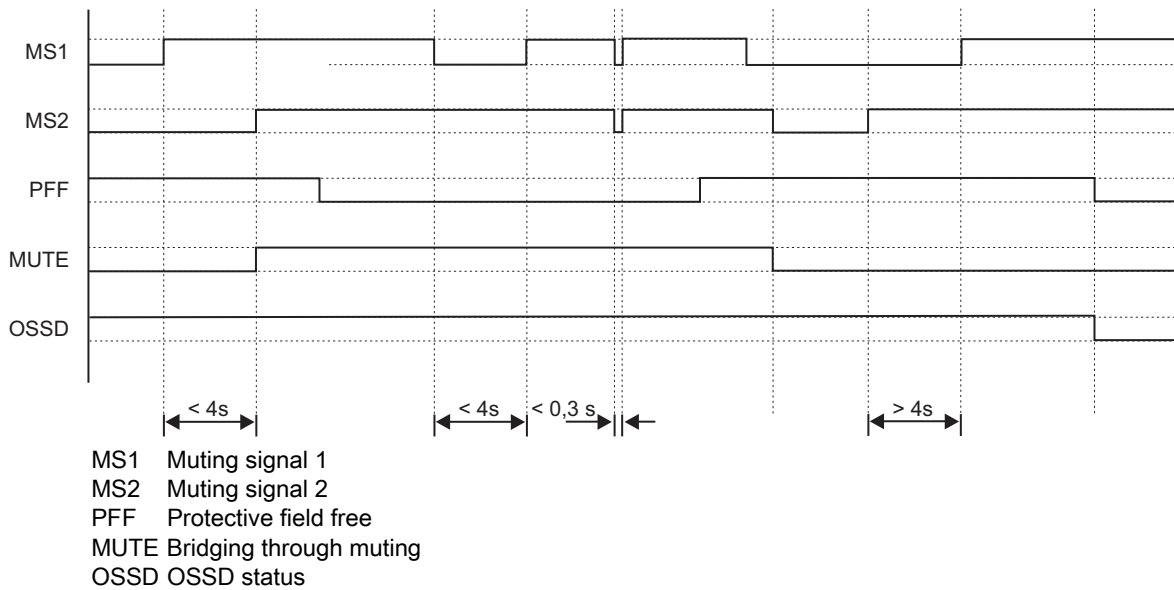 MS1
MS2
PFF
MUTE
OSSD
< 4s < 4s < 0,3 s > 4s
MS1 Muting signal 1
MS2 Muting signal 2
PFF Protective field free
MUTE Bridging through muting
OSSD OSSD status